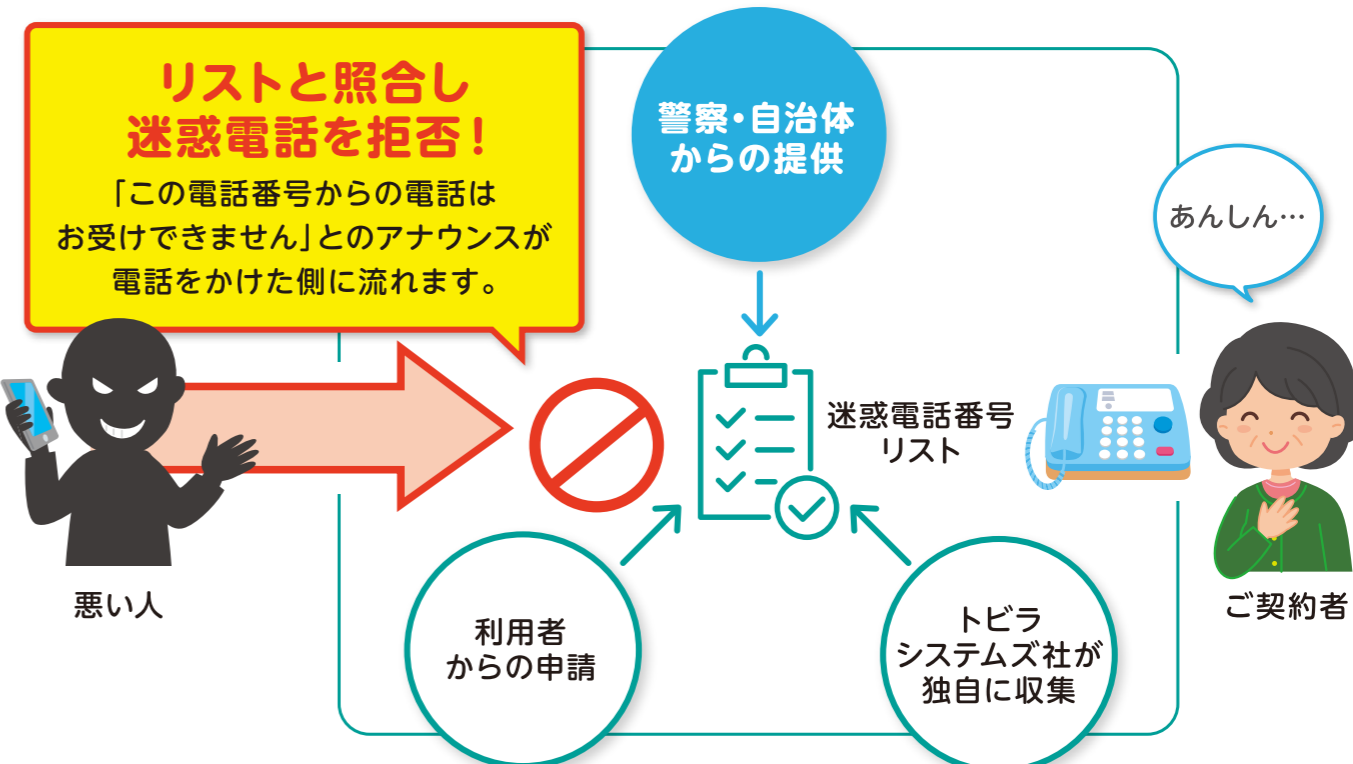 リストと照合し
迷惑電話を拒否!
「この電話番号からの電話は
お受けできません」とのアナウンスが
電話をかけた側に流れます。
警察・自治体
からの提供
あんしん…
迷惑電話番号
リスト
悪い人
利用者
からの申請
トビラ
システムズ社が
独自に収集
ご契約者